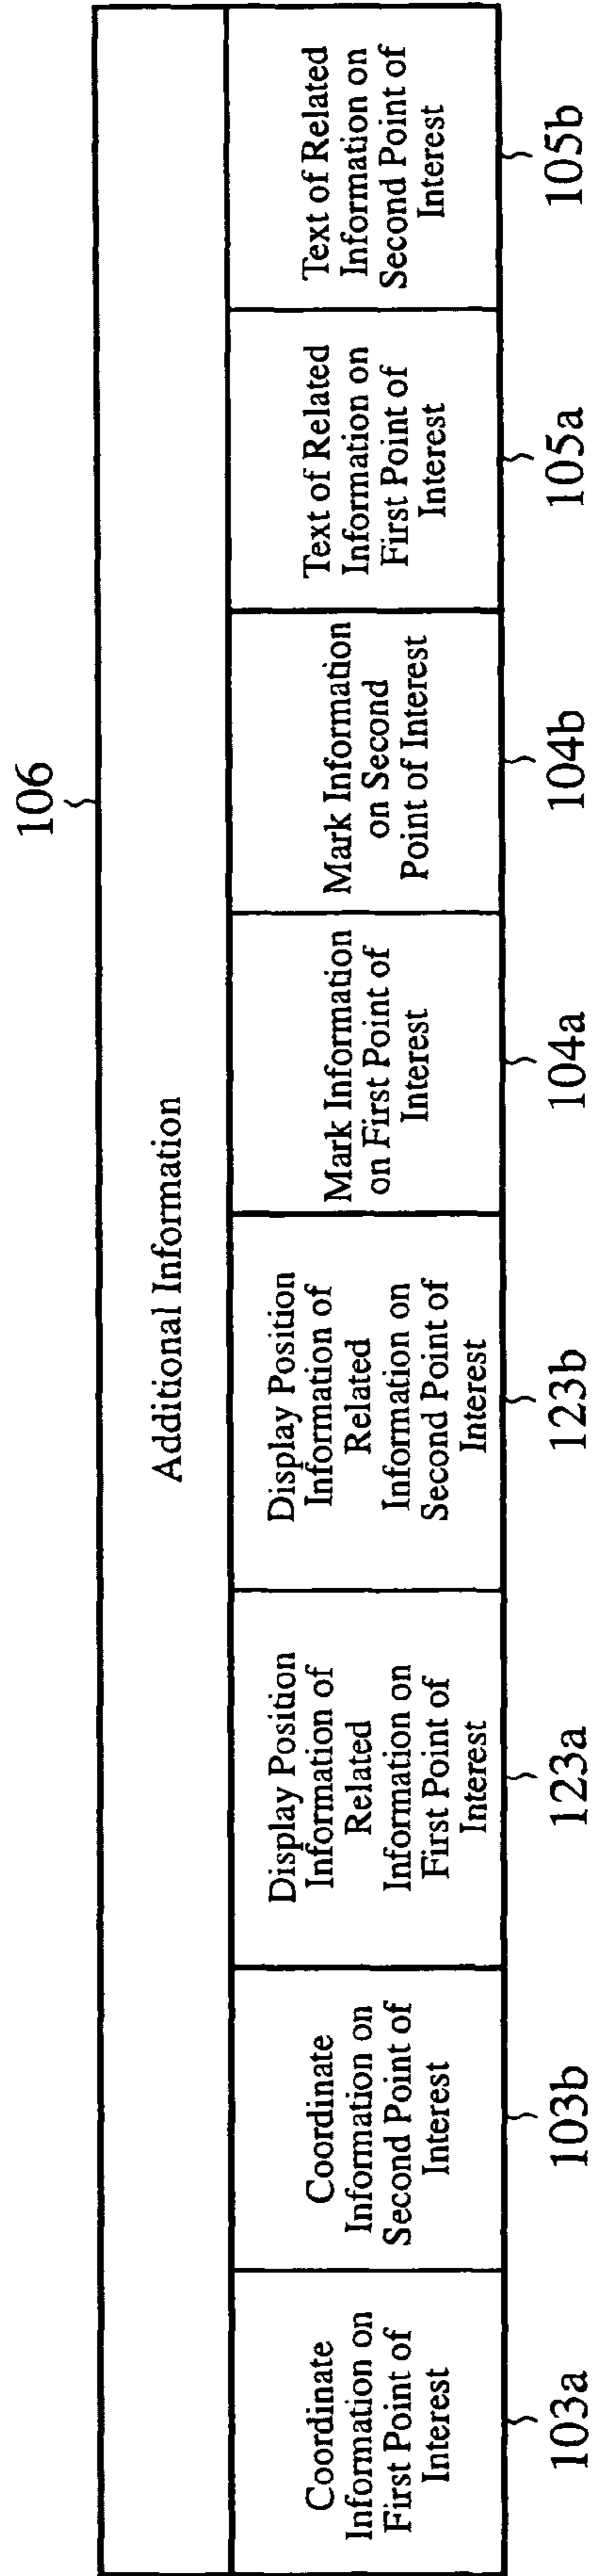 106
Additional Information
Coordinate
Information on
First Point of
Interest
Coordinate
Information on
Second Point of
Interest
Display Position
Information of
Related
Information on
First Point of
Interest
Display Position
Information of
Related
Information on
Second Point of
Interest
Mark Information
on First Point of
Interest
Mark Information
on Second
Point of Interest
Text of Related
Information on
First Point of
Interest
Text of Related
Information on
Second Point of
Interest
103a
103b
123a
123b
104a
104b
105a
105b